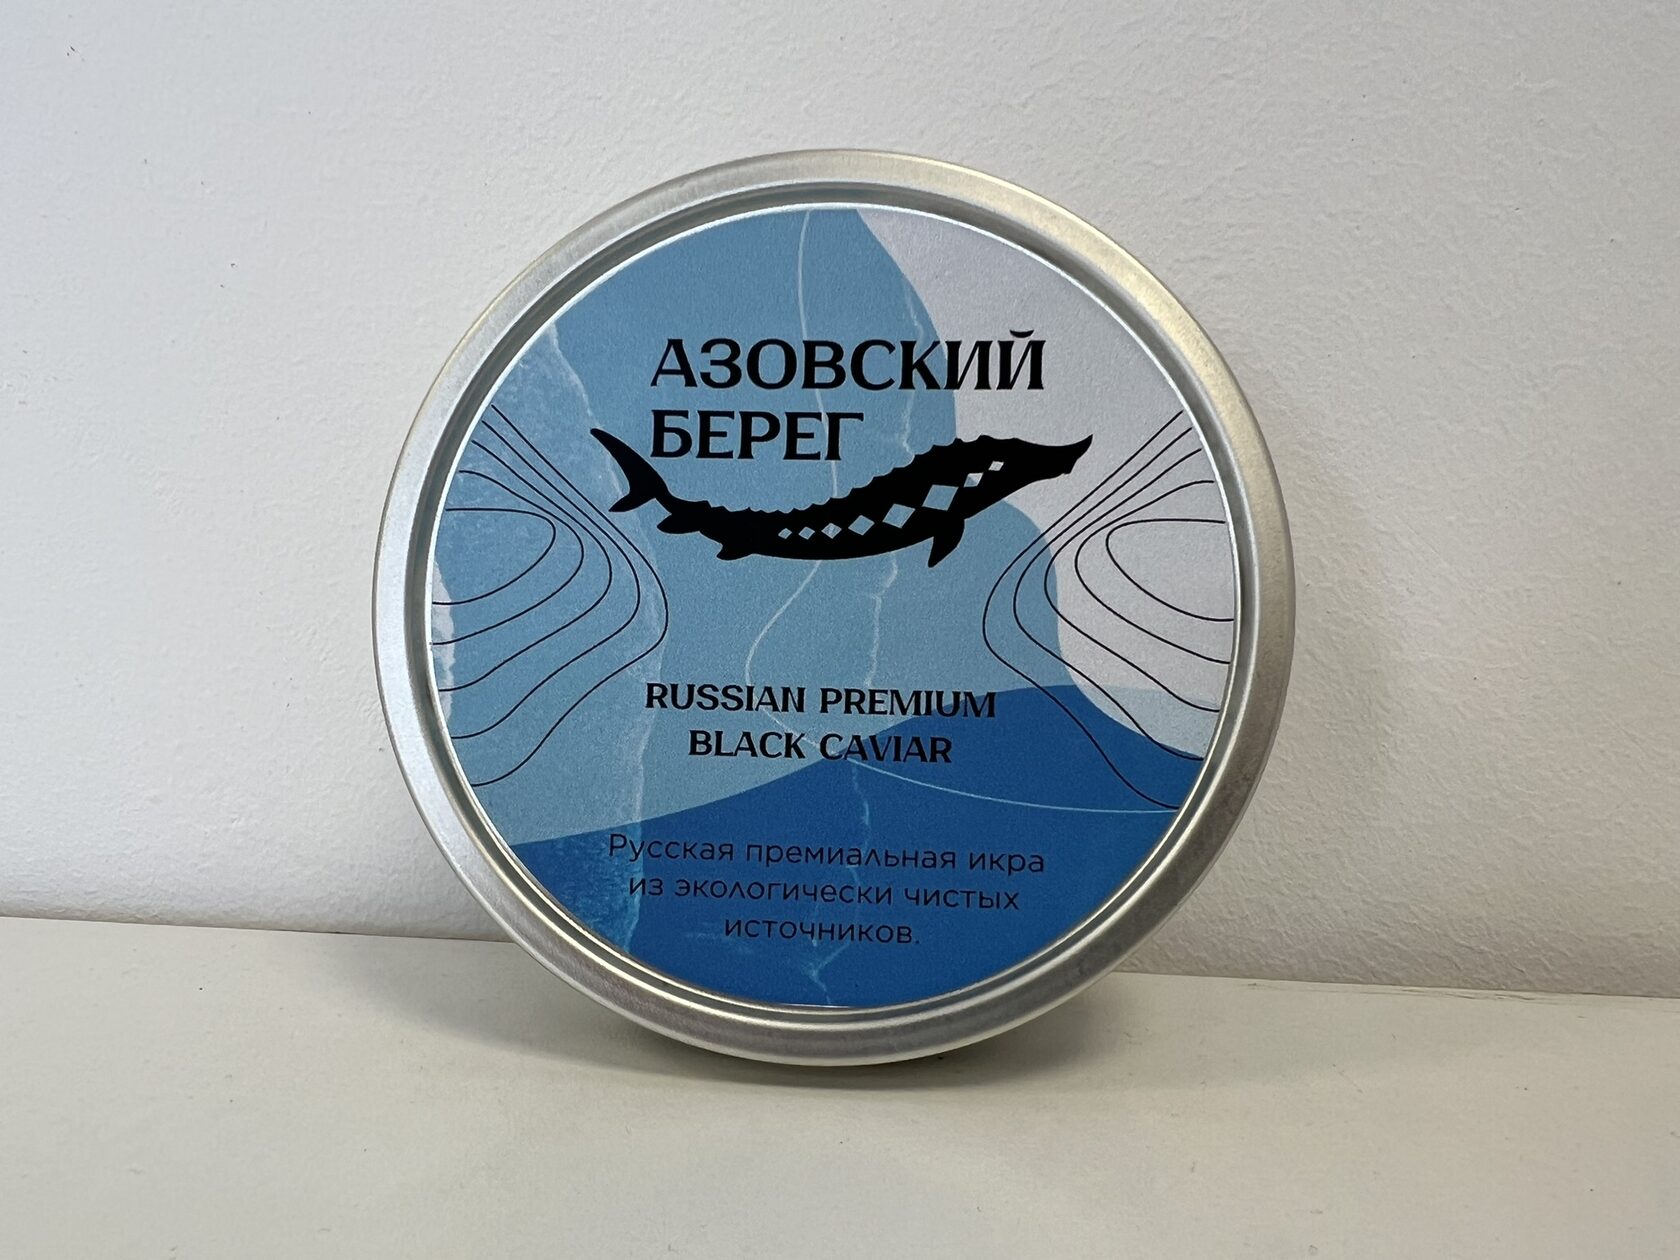 АЗОВСКИЙ
БЕРЕГ
RUSSIAN PREMIUM
BLACK CAVIAR
Русская премиальная икра
из экологически чистых
источников.